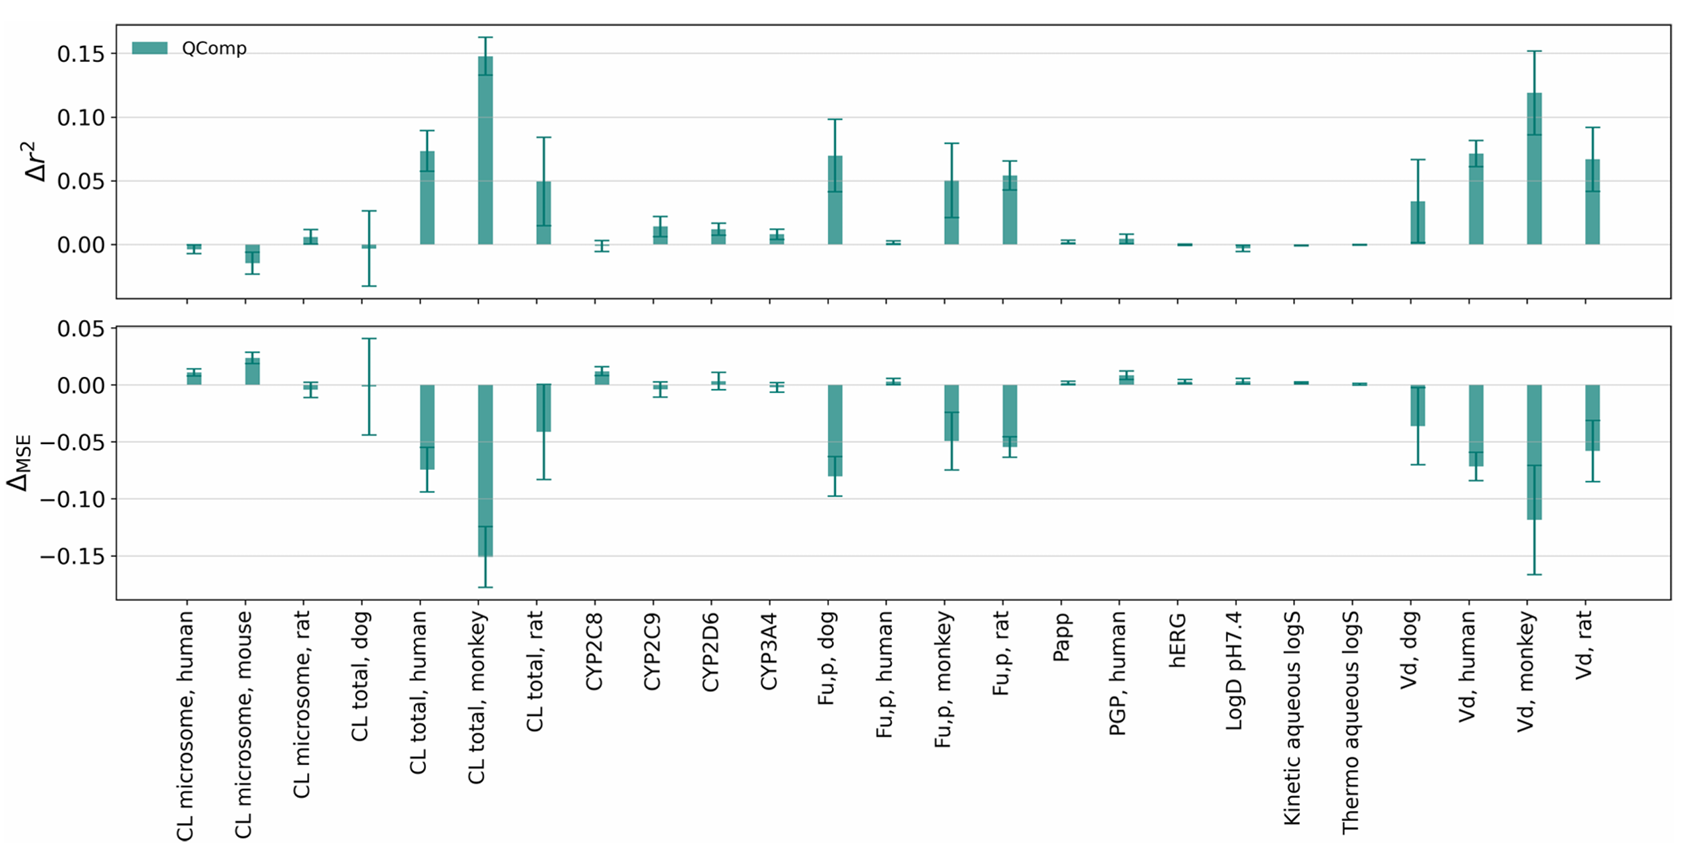 QComp
Δr²
0.15
0.10
0.05
0.00
ΔMSE
0.05
0.00
−0.05
−0.10
−0.15
CL microsome, human
CL microsome, mouse
CL microsome, rat
CL total, dog
CL total, human
CL total, monkey
CL total, rat
CYP2C8
CYP2C9
CYP2D6
CYP3A4
Fu,p, dog
Fu,p, human
Fu,p, monkey
Fu,p, rat
Papp
PGP, human
hERG
LogD pH7.4
Kinetic aqueous logS
Thermo aqueous logS
Vd, dog
Vd, human
Vd, monkey
Vd, rat